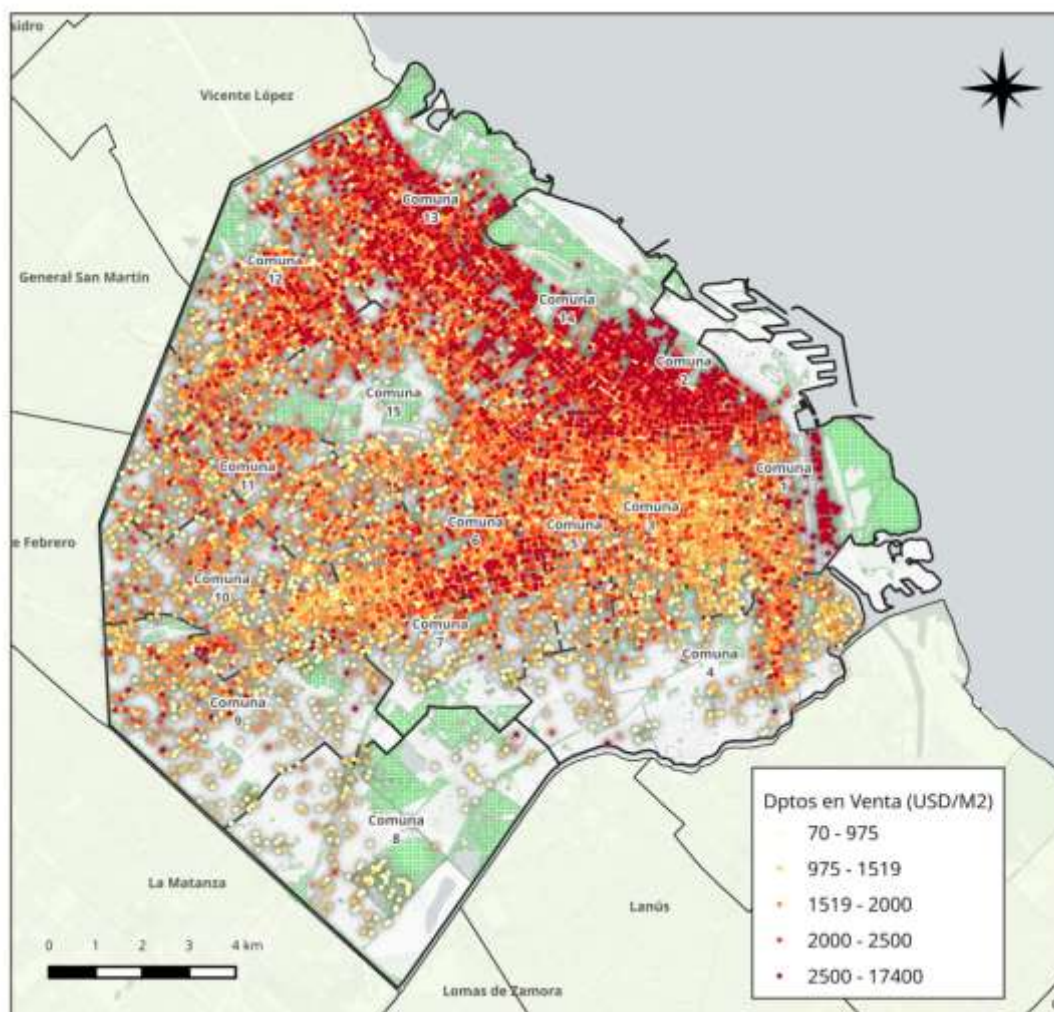 sidro
Vicente López
Comuna
13
General San Martín
Comuna
12
Comuna
14
Comuna
2
Comuna
15
Comuna
11
Comuna
1
Comuna
3
Comuna
6
Comuna
5
e Febrero
Comuna
10
Comuna
7
Comuna
4
Comuna
9
Comuna
8
La Matanza
Lanús
Lomas de Zamora
0 1 2 3 4 km
Dptos en Venta (USD/M2)
70 - 975
975 - 1519
1519 - 2000
2000 - 2500
2500 - 17400